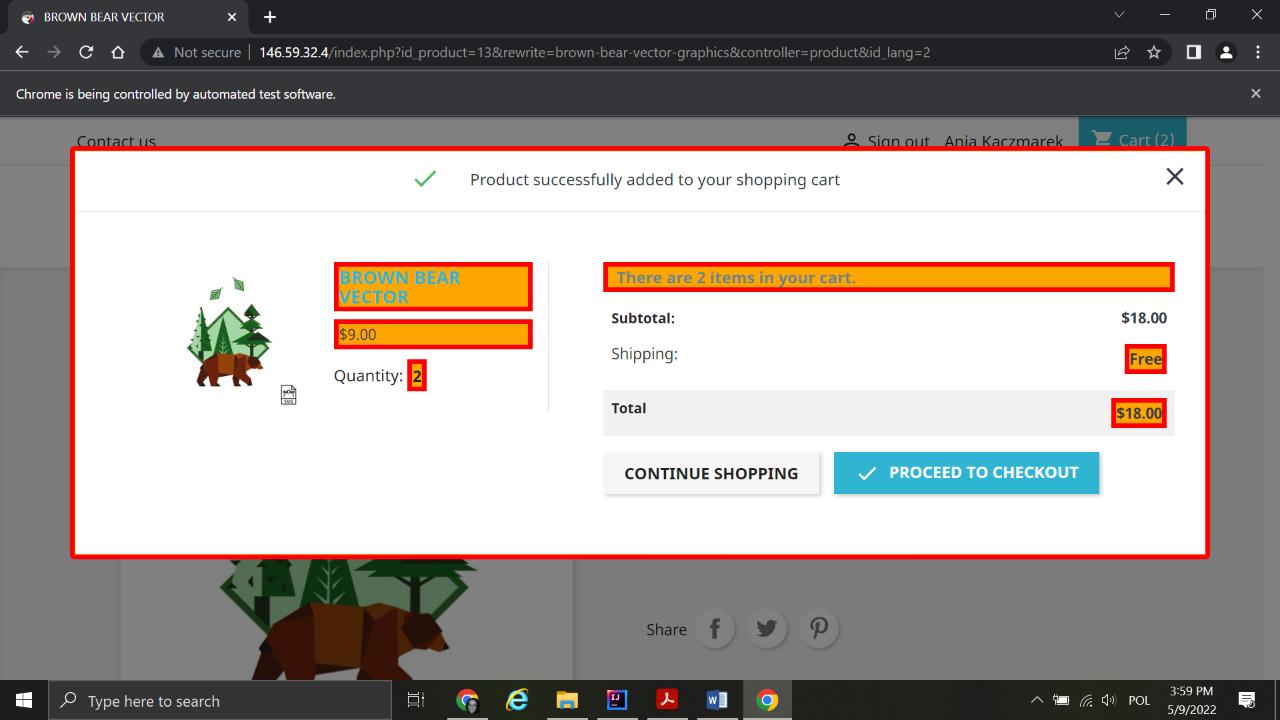 BROWN BEAR VECTOR
Not secure | 146.59.32.4/index.php?id_product=13&rewrite=brown-bear-vector-graphics&controller=product&id_lang=2
Chrome is being controlled by automated test software.
Contact us
Sign out Ania Kaczmarek Cart (2)
Product successfully added to your shopping cart
BROWN BEAR
VECTOR
$9.00
Quantity: 2
There are 2 items in your cart.
Subtotal: $18.00
Shipping: Free
Total $18.00
CONTINUE SHOPPING PROCEED TO CHECKOUT
SVG
Share
Type here to search
POL
3:59 PM
5/9/2022